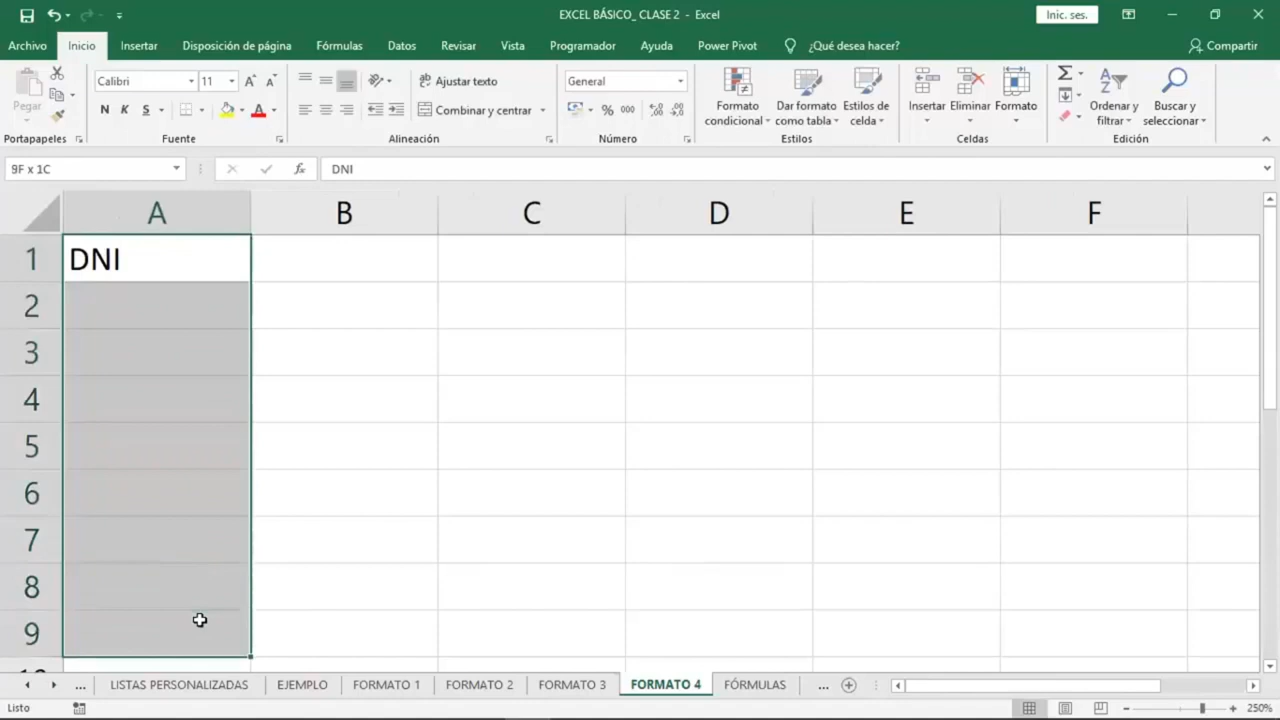 EXCEL BÁSICO_ CLASE 2 - Excel
Inic. ses.
Archivo Inicio Insertar Disposición de página Fórmulas Datos Revisar Vista Programador Ayuda Power Pivot ¿Qué desea hacer? Compartir
Pegar
Calibri 11
N K S
Ajustar texto
Combinar y centrar
General
% 000
Formato condicional
Dar formato como tabla
Estilos de celda
Insertar Eliminar Formato
Ordenar y filtrar
Buscar y seleccionar
Portapapeles Fuente Alineación Número Estilos Celdas Edición
9F x 1C fx DNI
A B C D E F
1 DNI
2
3
4
5
6
7
8
9
... LISTAS PERSONALIZADAS EJEMPLO FORMATO 1 FORMATO 2 FORMATO 3 FORMATO 4 FÓRMULAS ...
Listo 250%